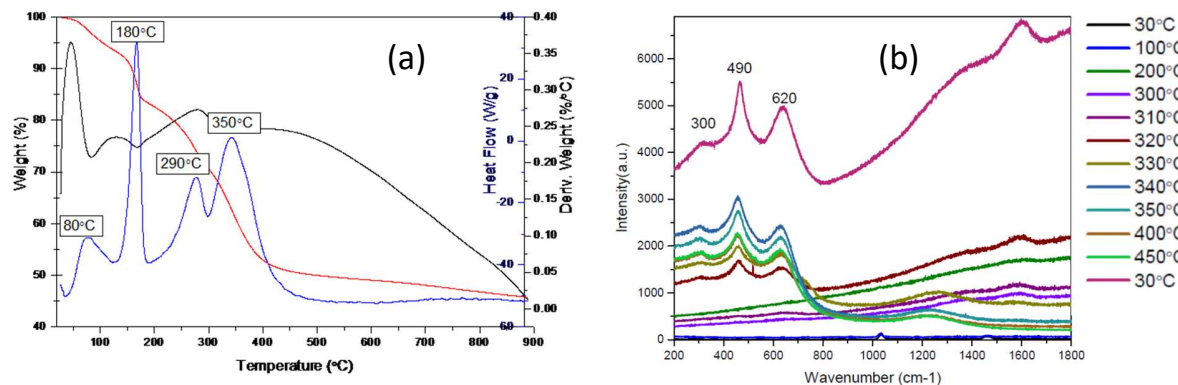 (a)
180°C
350°C
290°C
80°C
Weight (%)
100
90
80
70
60
50
40
Heat Flow (W/g)
40
20
0
-20
40
60
Deriv. Weight (%/°C)
0.40
0.35
0.30
0.25
0.20
0.15
0.10
0.05
0.00
100 200 300 400 500 600 700 800 900
Temperature (°C)
(b)
490
620
300
Intensity(a.u.)
6000
5000
4000
3000
2000
1000
0
200 400 600 800 1000 1200 1400 1600 1800
Wavenumber (cm-1)
30°C
100°C
200°C
300°C
310°C
320°C
330°C
340°C
350°C
400°C
450°C
30°C